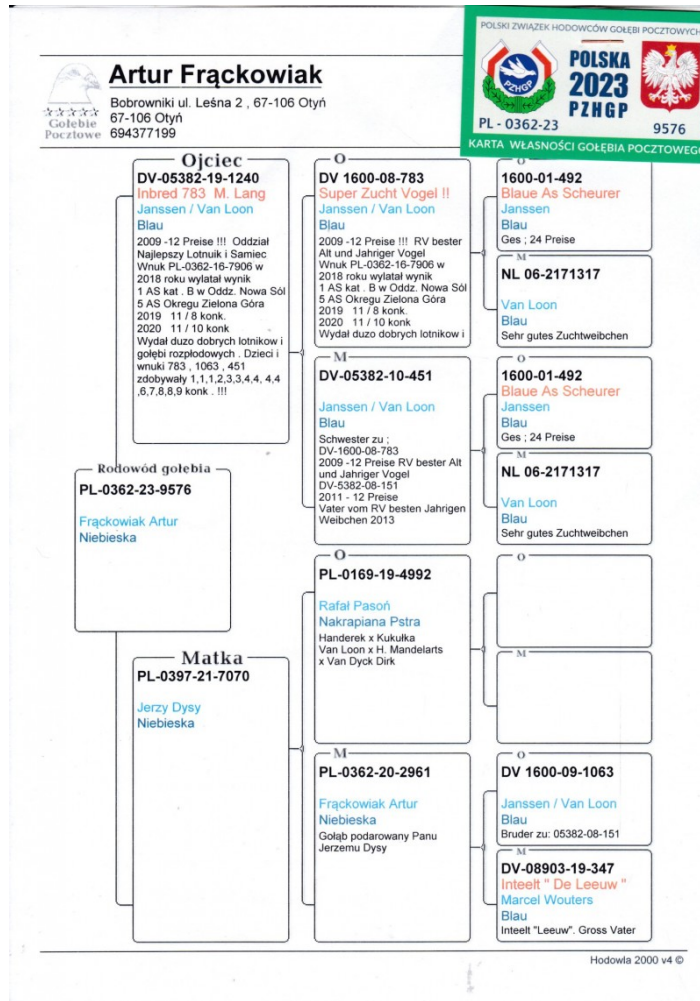 Artur Frąckowiak
Bobrowniki ul. Leśna 2 , 67-106 Otyń
67-106 Otyń
694377199
Gołebie
Pocztowe
POLSKI ZWIĄZEK HODOWCÓW GOŁĘBI POCZTOWYCH
PZHGP
POLSKA
2023
PZHGP
PL - 0362-23
9576
KARTA WŁASNOŚCI GOŁĘBIA POCZTOWEGO
Rodowód gołebia
PL-0362-23-9576
Frąckowiak Artur
Niebieska
Ojciec
DV-05382-19-1240
Inbred 783 M. Lang
Janssen / Van Loon
Blau
2009 -12 Preise !!! Oddział
Najlepszy Lotnuik i Samiec
Wnuk PL-0362-16-7906 w
2018 roku wylatał wynik
1 AS kat . B w Oddz. Nowa Sól
5 AS Okregu Zielona Góra
2019 11 / 8 konk.
2020 11 / 10 konk
Wydał duzo dobrych lotnikow i
gołębi rozpłodowych . Dzieci i
wnuki 783 , 1063 , 451
zdobywały 1,1,1,2,3,3,4,4, 4,4
,6,7,8,8,9 konk . !!!
Matka
PL-0397-21-7070
Jerzy Dysy
Niebieska
O
DV 1600-08-783
Super Zucht Vogel !!
Janssen / Van Loon
Blau
2009 -12 Preise !!! RV bester
Alt und Jahriger Vogel
Wnuk PL-0362-16-7906 w
2018 roku wylatał wynik
1 AS kat . B w Oddz. Nowa Sól
5 AS Okregu Zielona Góra
2019 11 / 8 konk.
2020 11 / 10 konk
Wydał duzo dobrych lotnikow i
M
DV-05382-10-451
Janssen / Van Loon
Blau
Schwester zu ;
DV-1600-08-783
2009 -12 Preise RV bester Alt
und Jahriger Vogel
DV-5382-08-151
2011 - 12 Preise
Vater vom RV besten Jahrigen
Weibchen 2013
O
PL-0169-19-4992
Rafał Pasoń
Nakrapiana Pstra
Handerek x Kukułka
Van Loon x H. Mandelarts
x Van Dyck Dirk
M
PL-0362-20-2961
Frąckowiak Artur
Niebieska
Gołąb podarowany Panu
Jerzemu Dysy
1600-01-492
Blaue As Scheurer
Janssen
Blau
Ges ; 24 Preise
M
NL 06-2171317
Van Loon
Blau
Sehr gutes Zuchtweibchen
O
1600-01-492
Blaue As Scheurer
Janssen
Blau
Ges ; 24 Preise
M
NL 06-2171317
Van Loon
Blau
Sehr gutes Zuchtweibchen
O
M
O
DV 1600-09-1063
Janssen / Van Loon
Blau
Bruder zu: 05382-08-151
M
DV-08903-19-347
Inteelt " De Leeuw "
Marcel Wouters
Blau
Inteelt "Leeuw". Gross Vater
Hodowla 2000 v4 ©